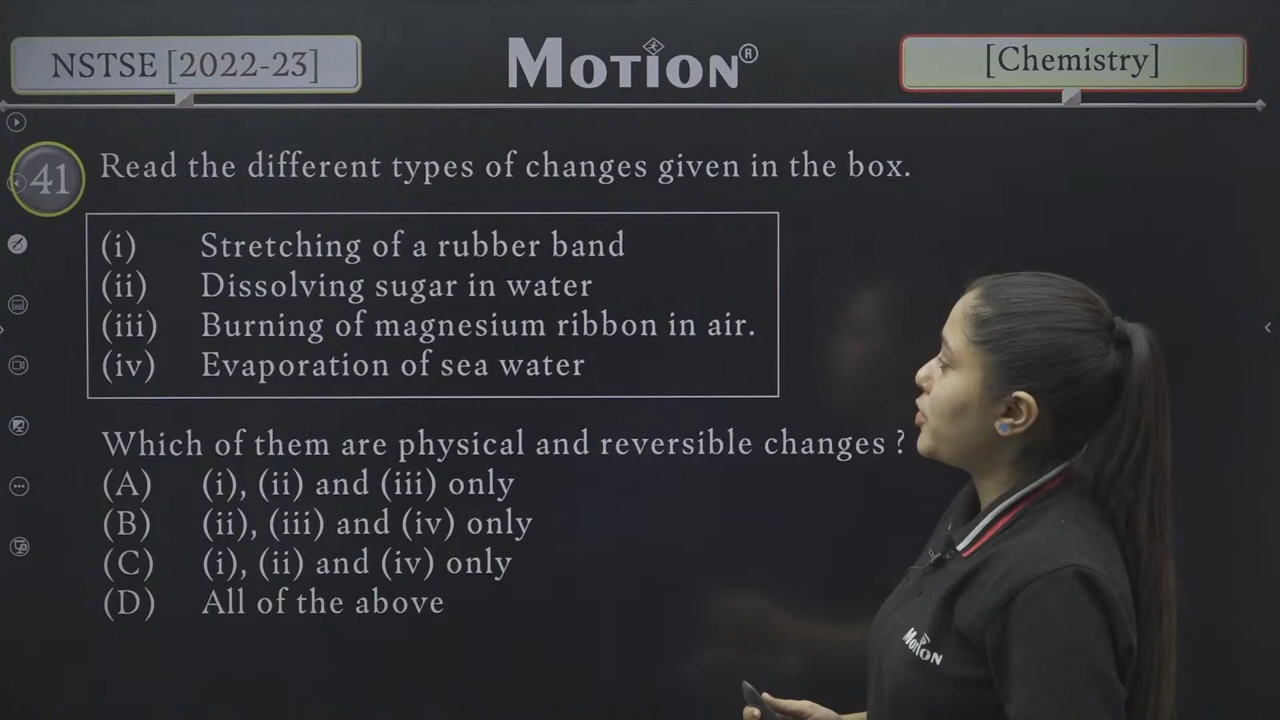 NSTSE [2022-23]
MOTION®
[Chemistry]
41
Read the different types of changes given in the box.
(i) Stretching of a rubber band
(ii) Dissolving sugar in water
(iii) Burning of magnesium ribbon in air.
(iv) Evaporation of sea water
Which of them are physical and reversible changes ?
(A) (i), (ii) and (iii) only
(B) (ii), (iii) and (iv) only
(C) (i), (ii) and (iv) only
(D) All of the above
MOTION